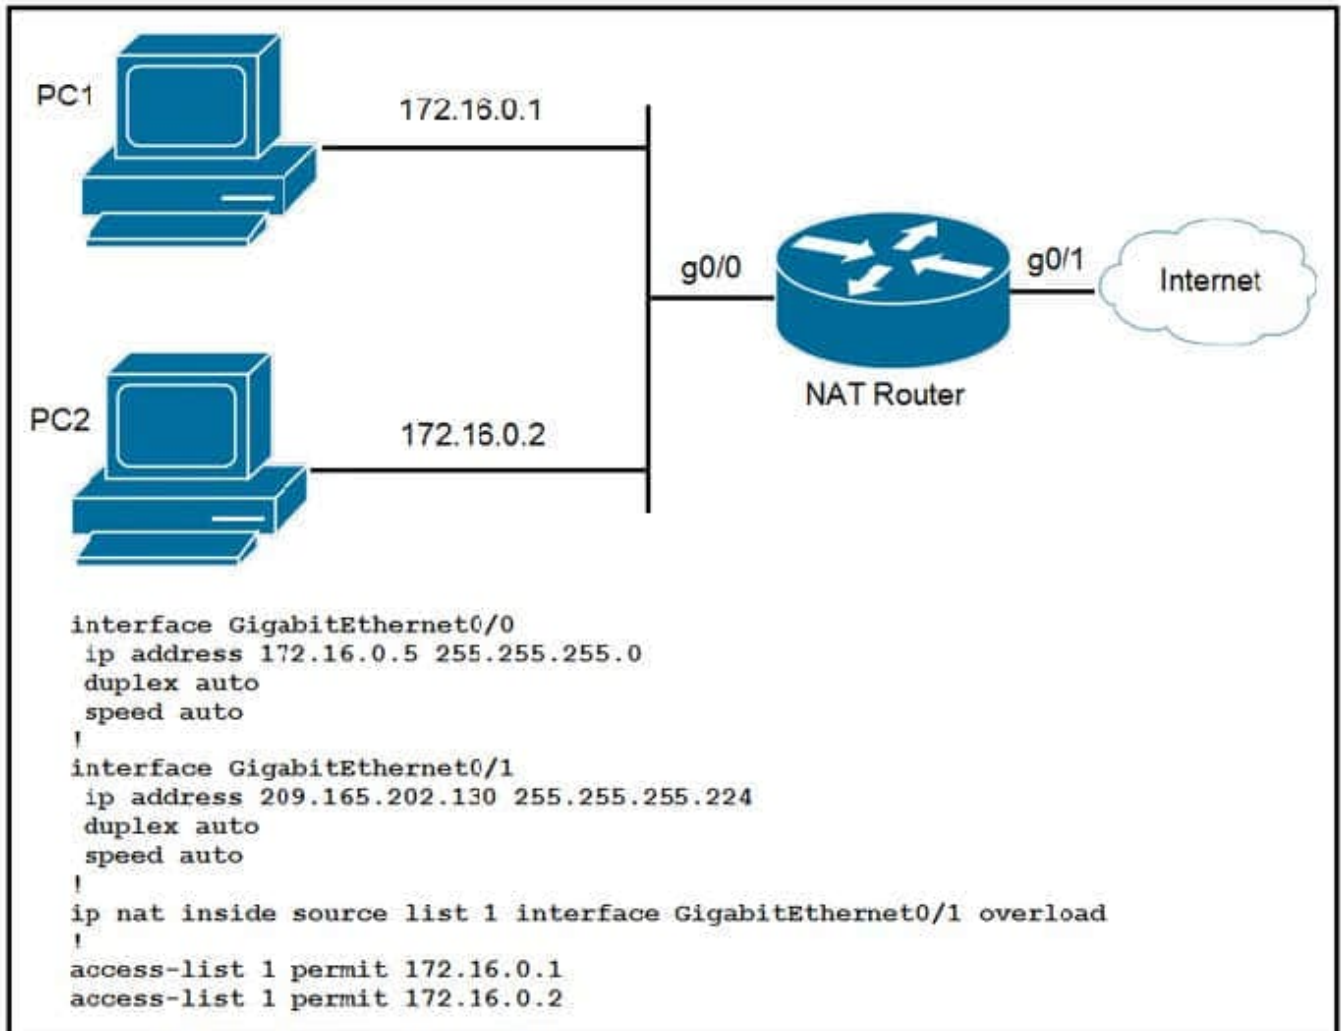 PC1
172.16.0.1
g0/0
g0/1
Internet
NAT Router
PC2
172.16.0.2
interface GigabitEthernet0/0
ip address 172.16.0.5 255.255.255.0
duplex auto
speed auto
!
interface GigabitEthernet0/1
ip address 209.165.202.130 255.255.255.224
duplex auto
speed auto
!
ip nat inside source list 1 interface GigabitEthernet0/1 overload
!
access-list 1 permit 172.16.0.1
access-list 1 permit 172.16.0.2